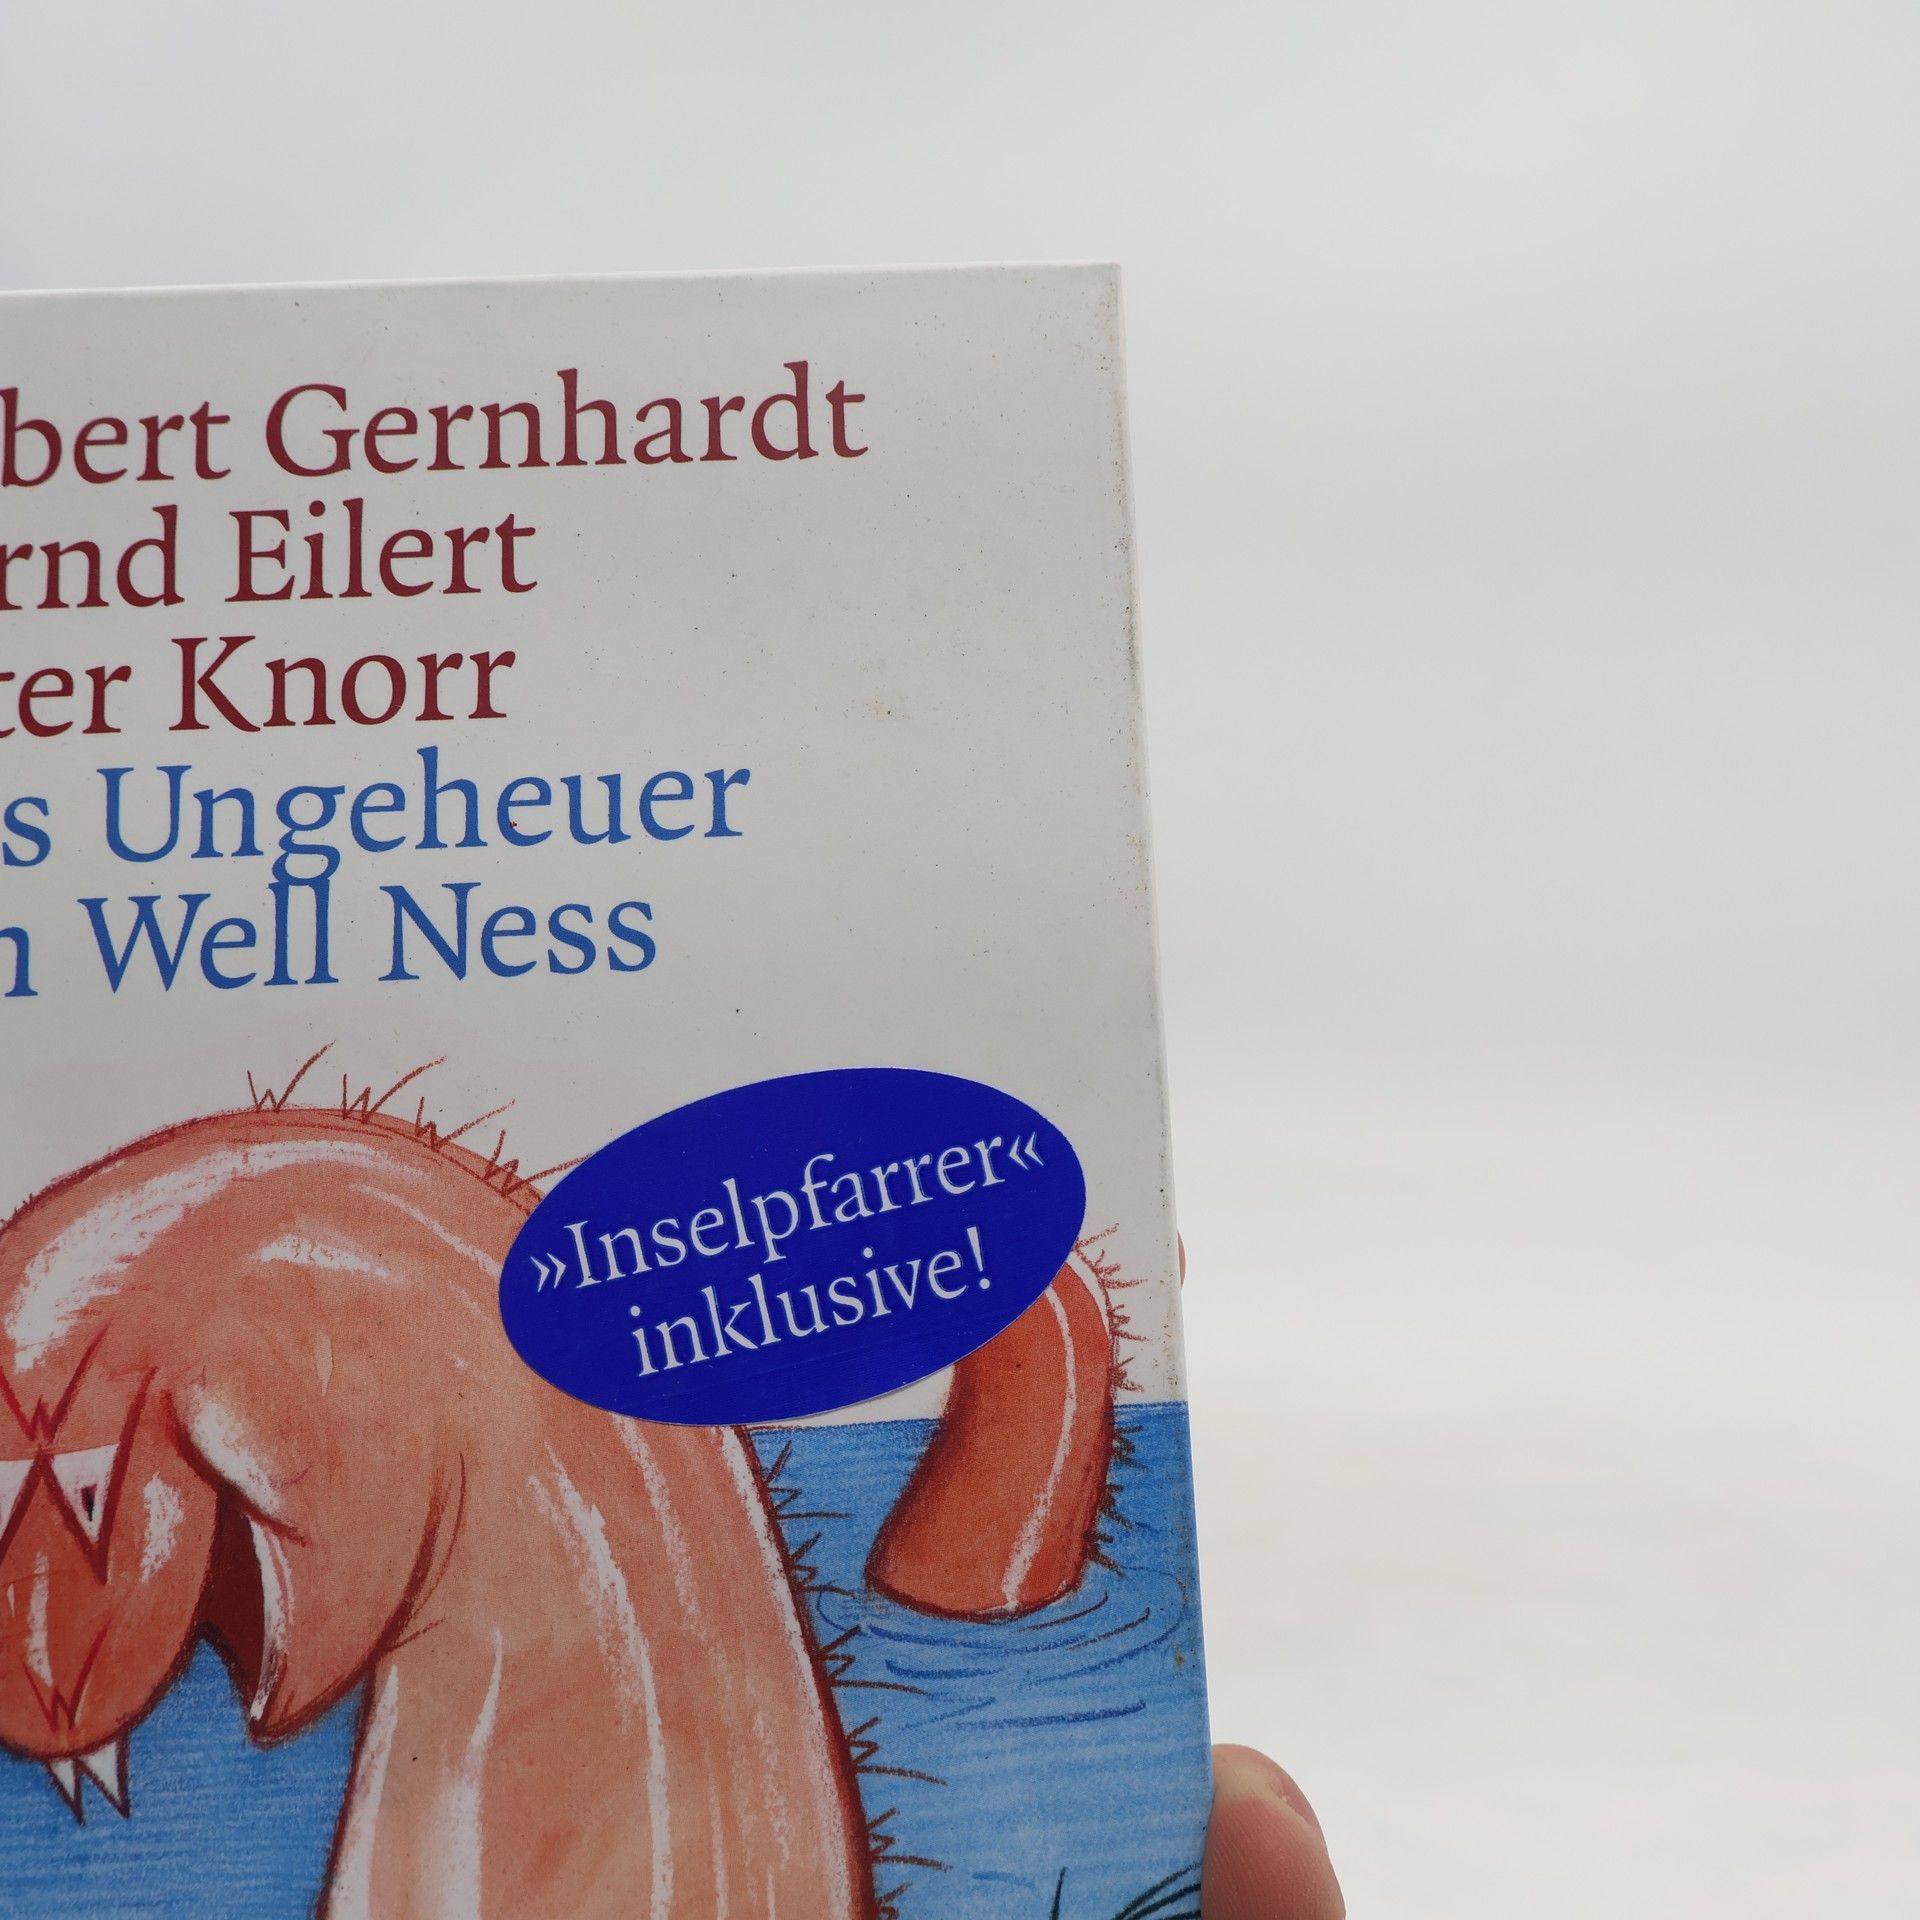 bert Gernhardt
rnd Eilert
ter Knorr
s Ungeheuer
n Well Ness
»Inselpfarrer«
inklusive!